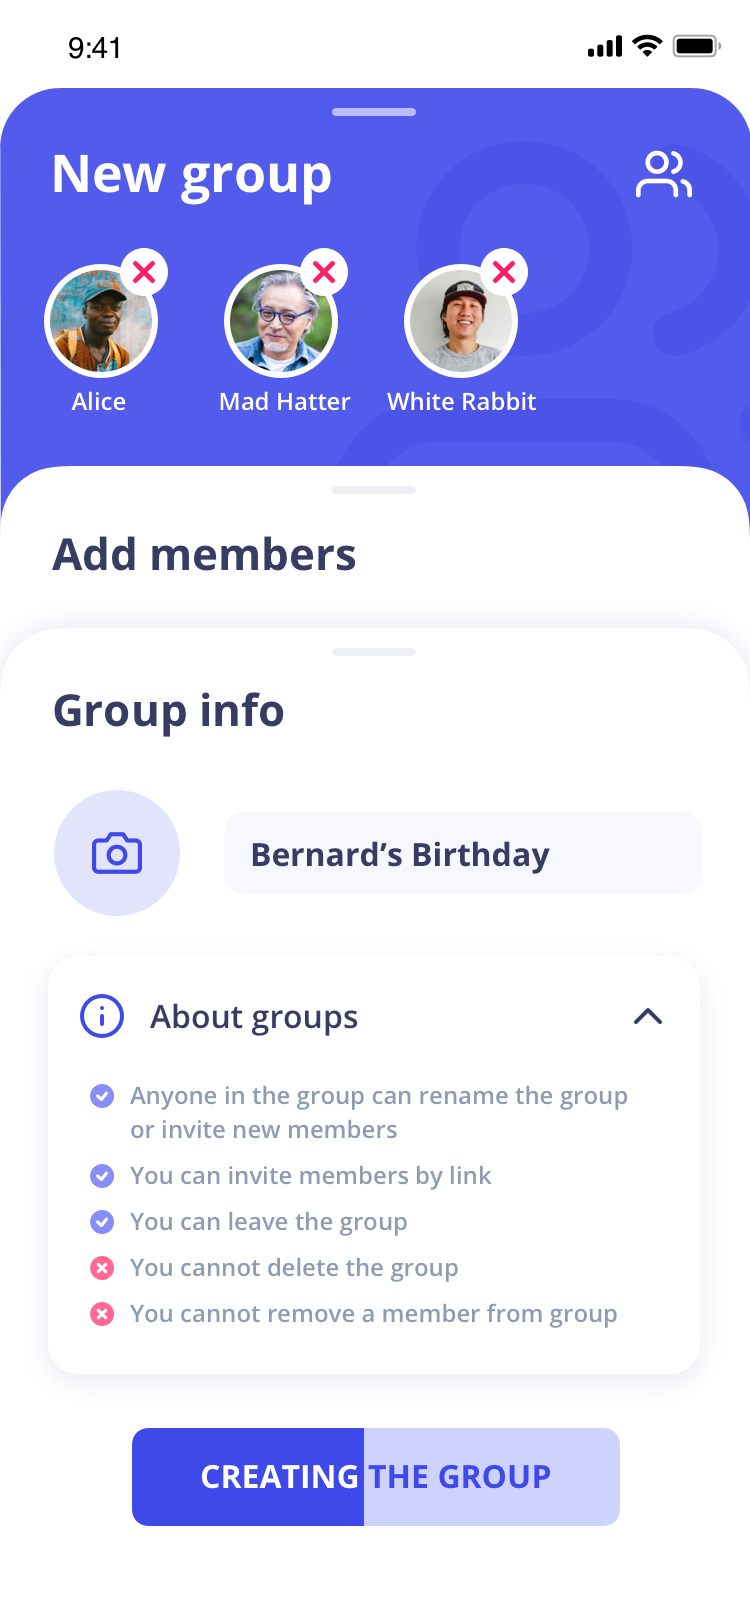 9:41
New group
Alice
Mad Hatter
White Rabbit
Add members
Group info
Bernard’s Birthday
About groups
Anyone in the group can rename the group
or invite new members
You can invite members by link
You can leave the group
You cannot delete the group
You cannot remove a member from group
CREATING THE GROUP